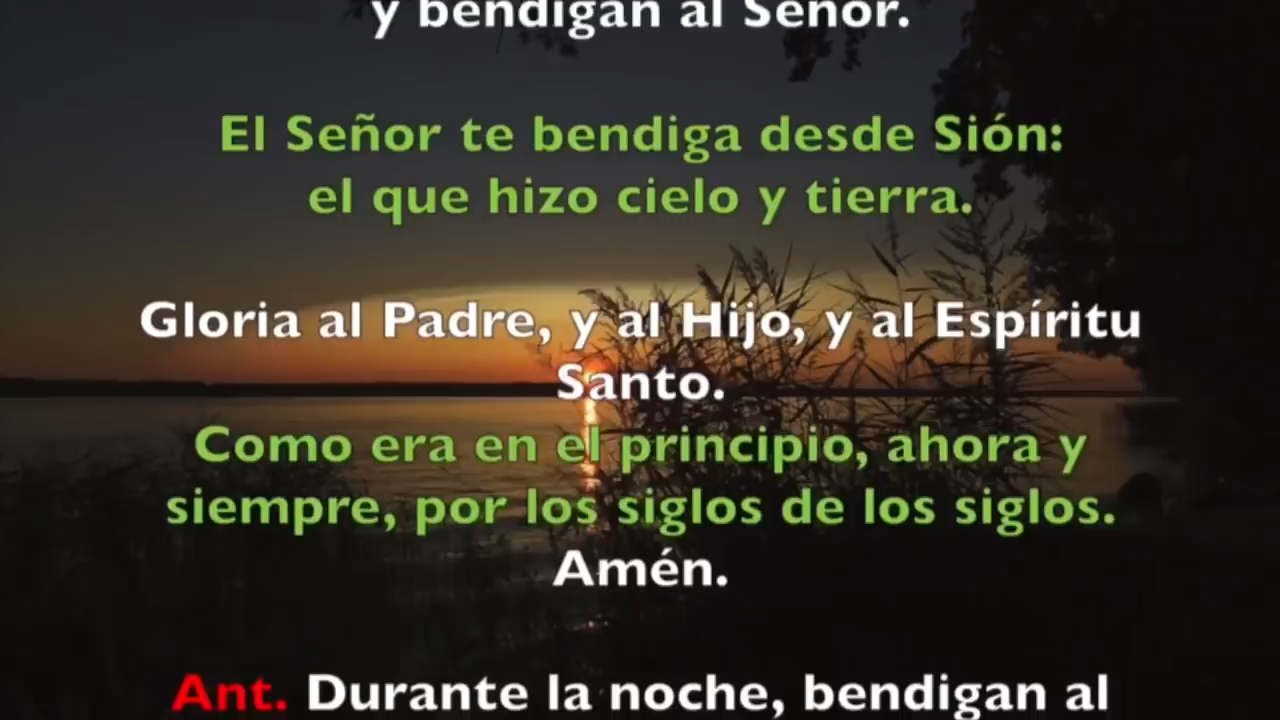 y bendigan al Señor.
El Señor te bendiga desde Sión:
el que hizo cielo y tierra.
Gloria al Padre, y al Hijo, y al Espíritu
Santo.
Como era en el principio, ahora y
siempre, por los siglos de los siglos.
Amén.
Ant. Durante la noche, bendigan al